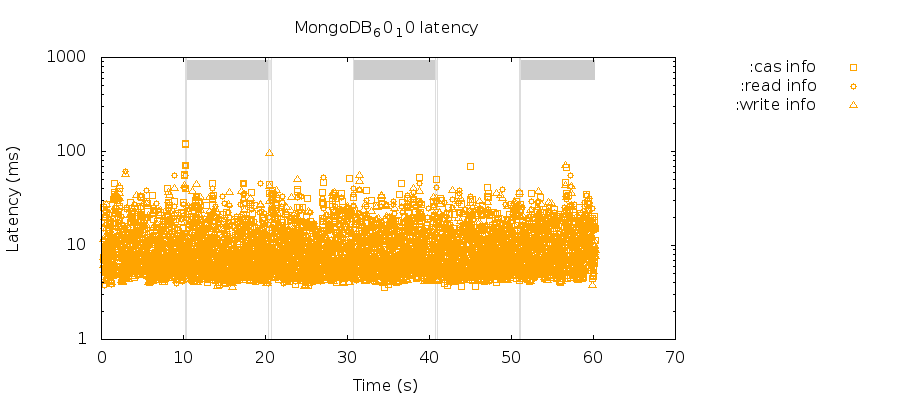 MongoDB₆0₁0 latency
1000
100
10
1
0 10 20 30 40 50 60 70
Latency (ms)
Time (s)
:cas info
:read info
:write info